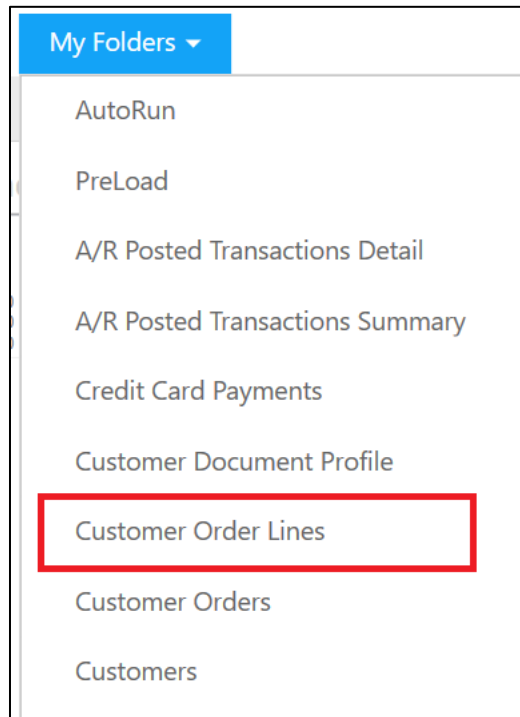 My Folders
AutoRun
PreLoad
A/R Posted Transactions Detail
A/R Posted Transactions Summary
Credit Card Payments
Customer Document Profile
Customer Order Lines
Customer Orders
Customers